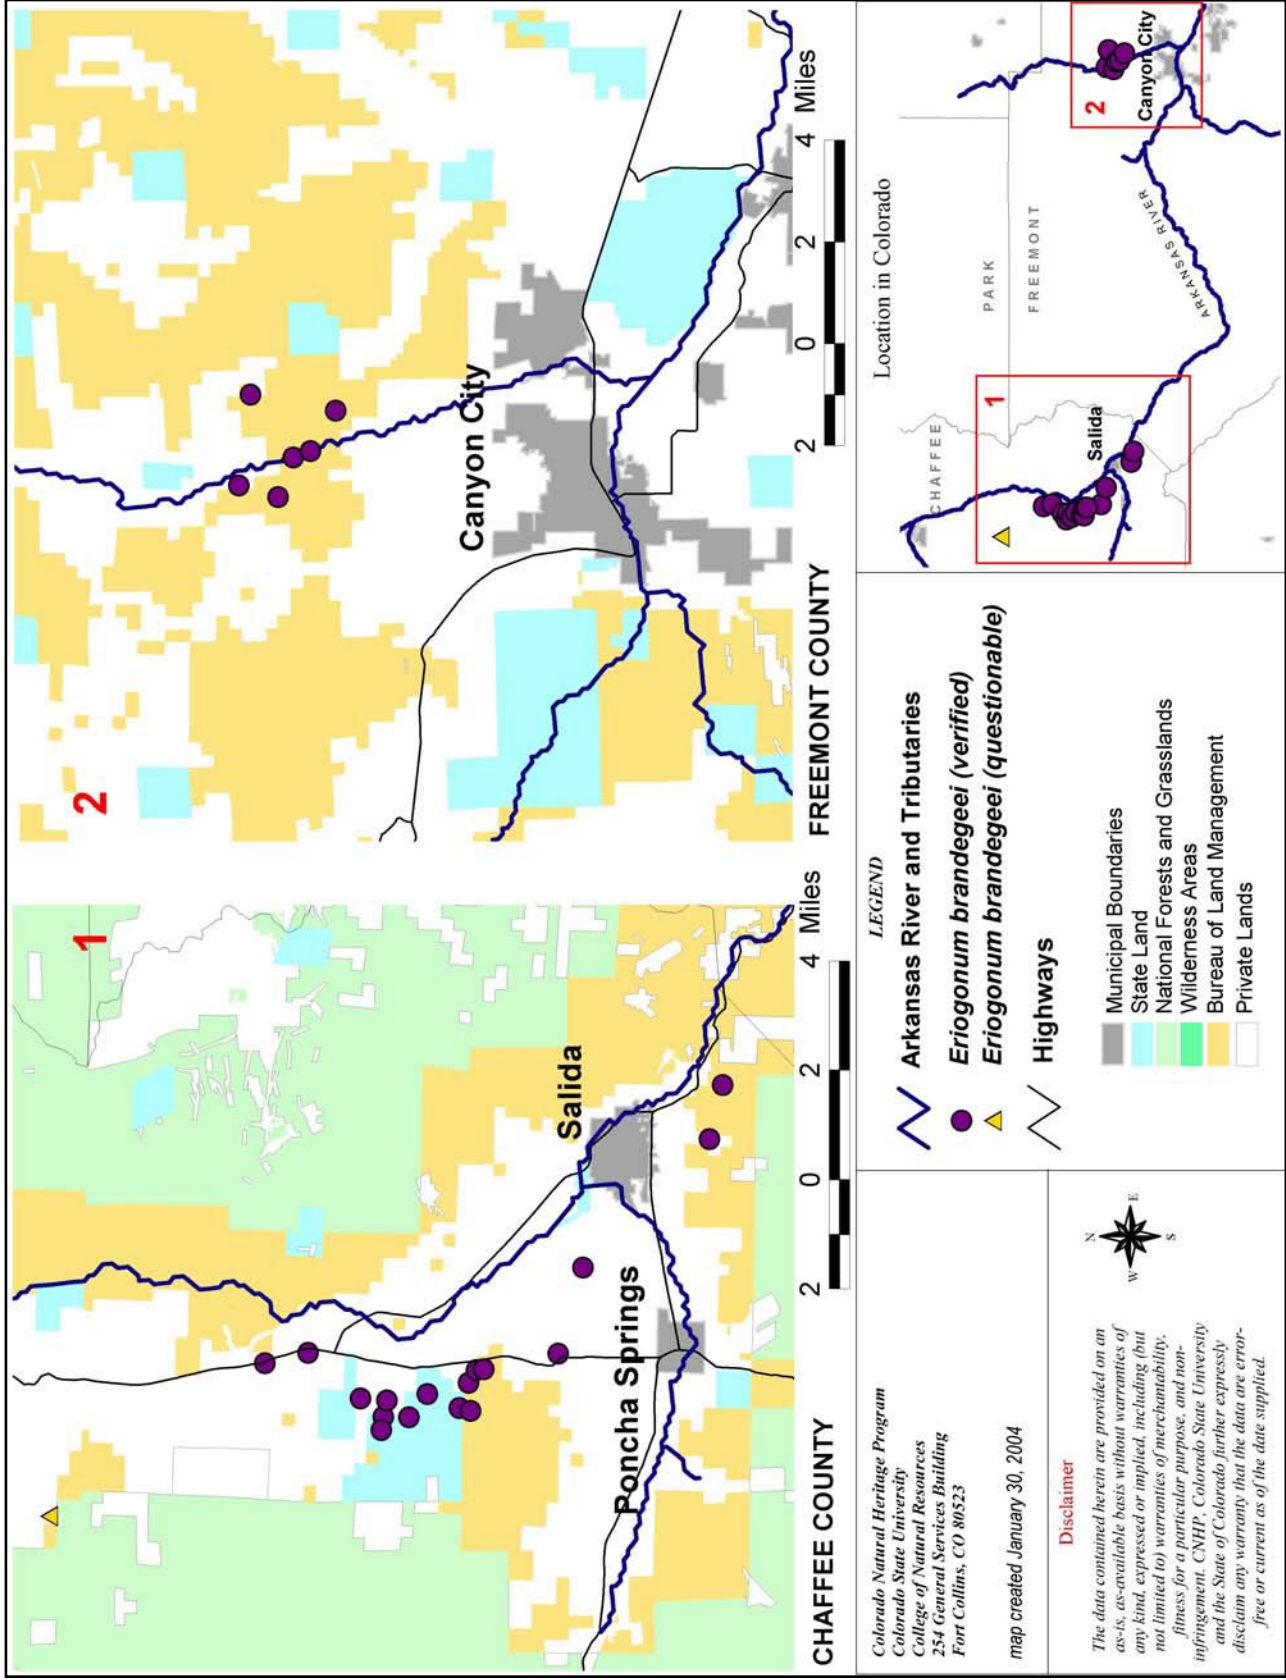 1
Salida
Poncha Springs
CHAFFEE COUNTY
2
0
2
4
Miles
2
Canyon City
FREEMONT COUNTY
2
0
2
4
Miles
Colorado Natural Heritage Program
Colorado State University
College of Natural Resources
254 General Services Building
Fort Collins, CO 80523
map created January 30, 2004
Disclaimer
The data contained herein are provided on an
as-is, as-available basis without warranties of
any kind, expressed or implied, including (but
not limited to) warranties of merchantability,
fitness for a particular purpose, and non-
infringement. CNHP, Colorado State University
and the State of Colorado further expressly
disclaim any warranty that the data are error-
free or current as of the date supplied.
N
W
E
S
LEGEND
Arkansas River and Tributaries
Eriogonum brandegeei (verified)
Eriogonum brandegeei (questionable)
Highways
Municipal Boundaries
State Land
National Forests and Grasslands
Wilderness Areas
Bureau of Land Management
Private Lands
Location in Colorado
CHAFFEE
1
PARK
FREEMONT
Salida
ARKANSAS RIVER
2
Canyon City